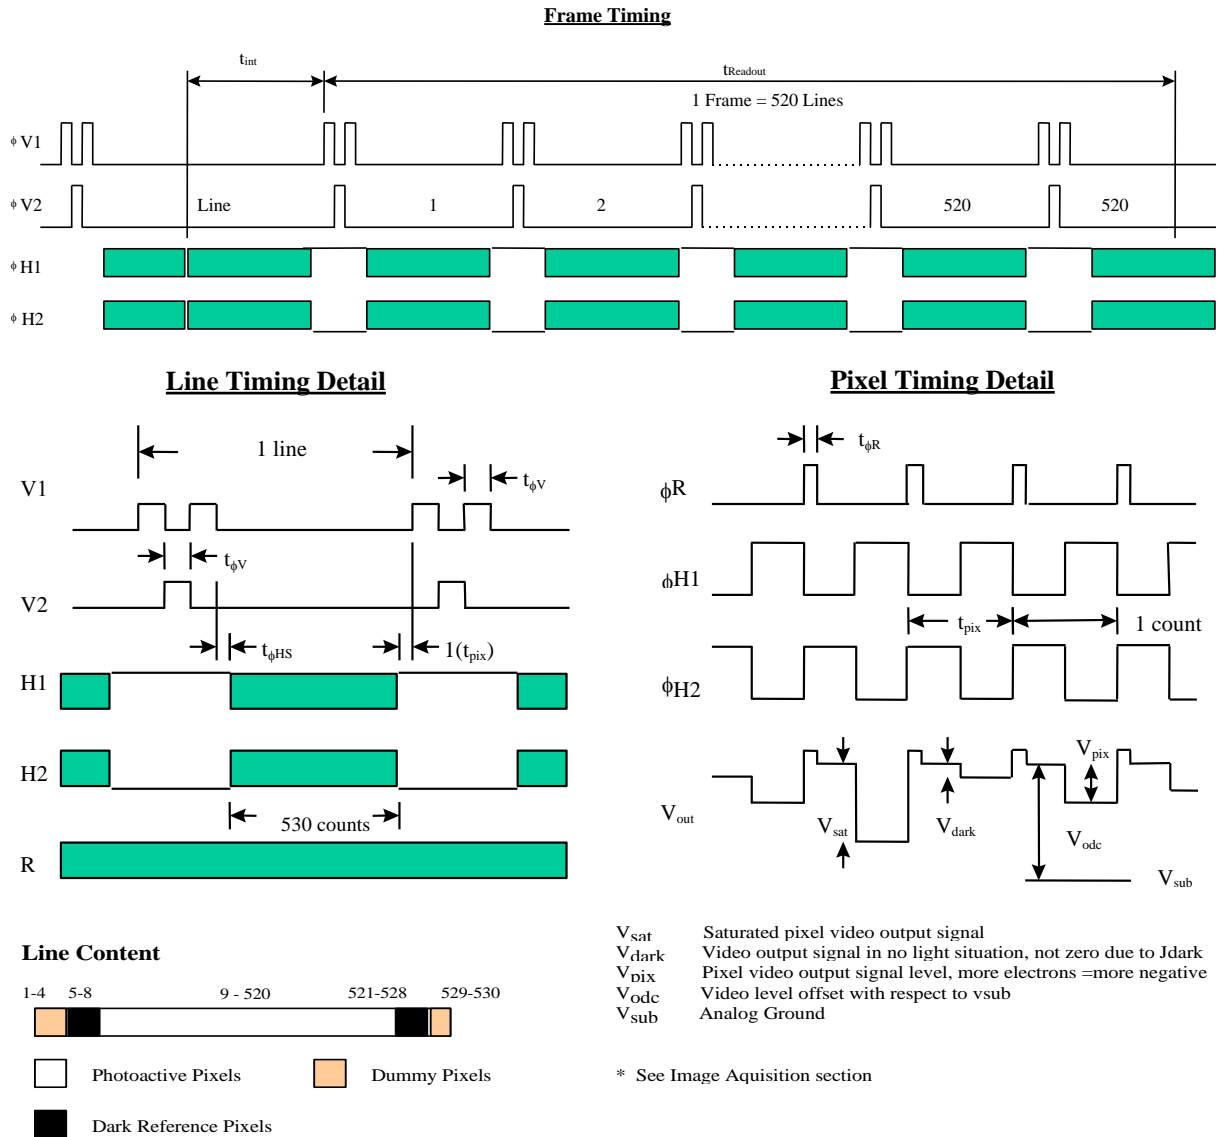 Frame Timing
tint
tReadout
1 Frame = 520 Lines
ϕ V1
ϕ V2
Line
1
2
520
520
ϕ H1
ϕ H2
Line Timing Detail
Pixel Timing Detail
1 line
V1
tϕV
tϕV
V2
tϕHS
1(tpix)
H1
H2
530 counts
R
tϕR
ϕR
ϕH1
tpix
1 count
ϕH2
Vout
Vsat
Vdark
Vpix
Vodc
Vsub
Line Content
1-4 5-8 9 - 520 521-528 529-530
Photoactive Pixels
Dummy Pixels
Dark Reference Pixels
Vsat Saturated pixel video output signal
Vdark Video output signal in no light situation, not zero due to Jdark
Vpix Pixel video output signal level, more electrons =more negative
Vodc Video level offset with respect to vsub
Vsub Analog Ground
* See Image Aquisition section